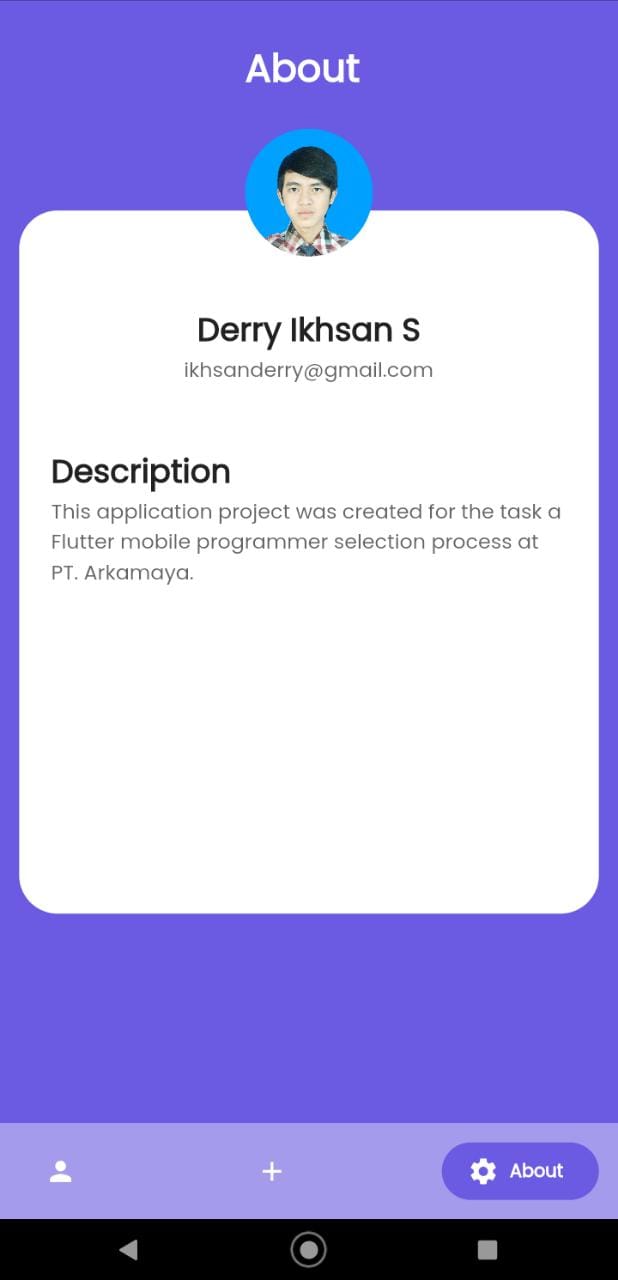 About
Derry Ikhsan S
ikhsanderry@gmail.com
Description
This application project was created for the task a
Flutter mobile programmer selection process at
PT. Arkamaya.
About